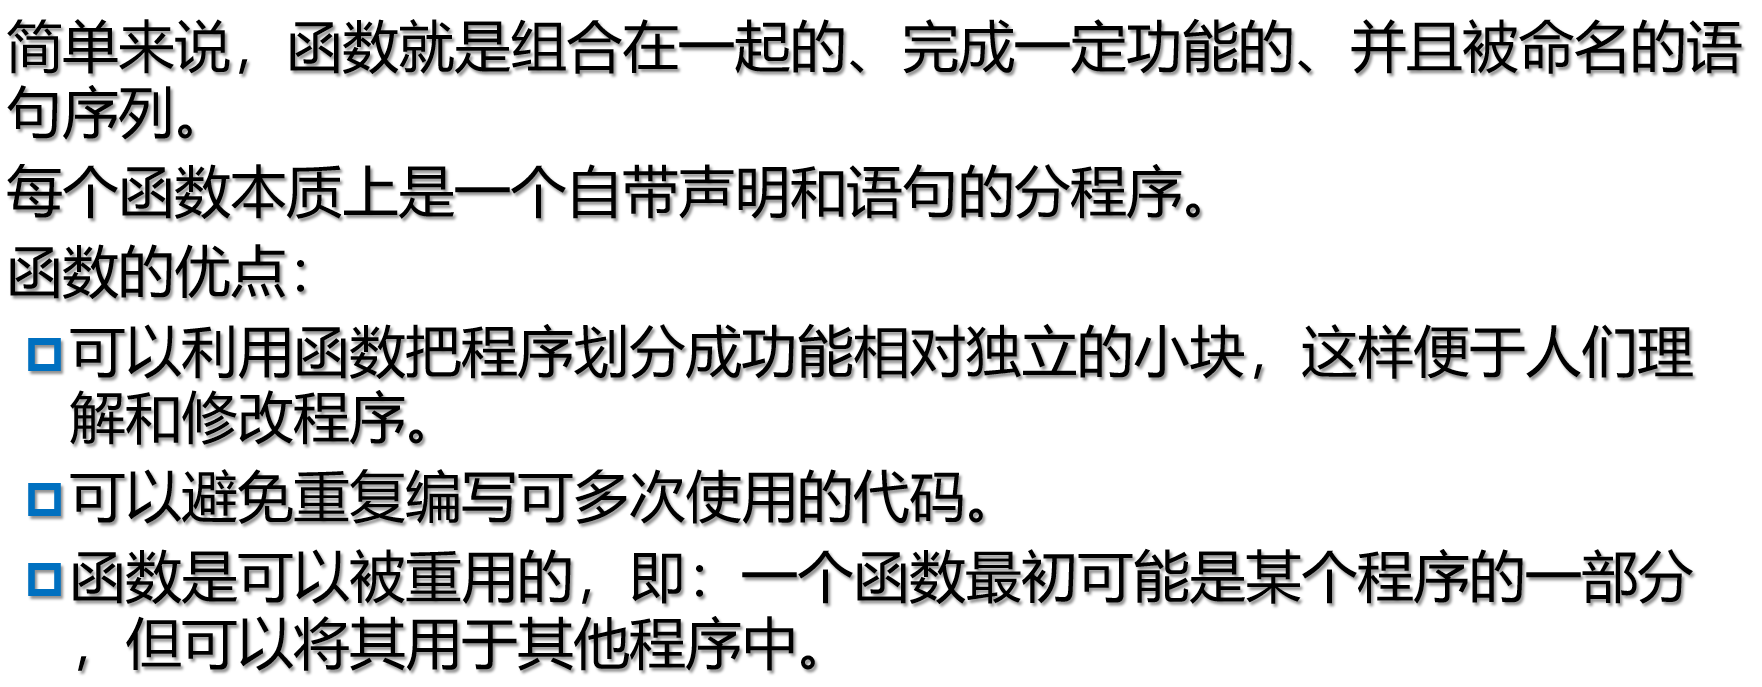 简单来说，函数就是组合在一起的、完成一定功能的、并且被命名的语
句序列。
每个函数本质上是一个自带声明和语句的分程序。
函数的优点：
可以利用函数把程序划分成功能相对独立的小块，这样便于人们理
解和修改程序。
可以避免重复编写可多次使用的代码。
函数是可以被重用的，即：一个函数最初可能是某个程序的一部分
，但可以将其用于其他程序中。